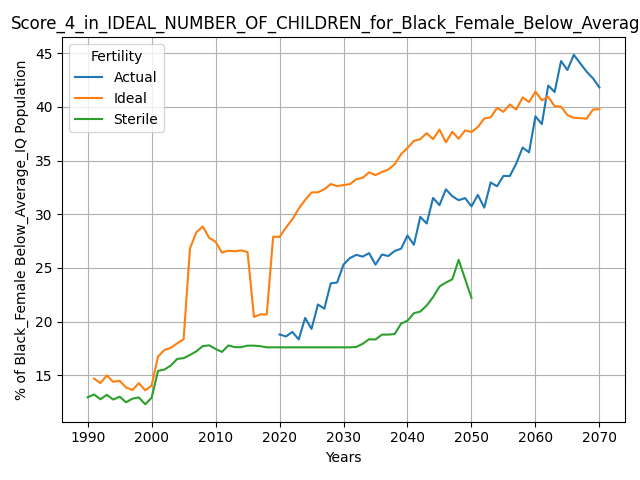 Score_4_in_IDEAL_NUMBER_OF_CHILDREN_for_Black_Female_Below_Averag
% of Black_Female Below_Average_IQ Population
Fertility
Actual
Ideal
Sterile
45
40
35
30
25
20
15
1990 2000 2010 2020 2030 2040 2050 2060 2070
Years